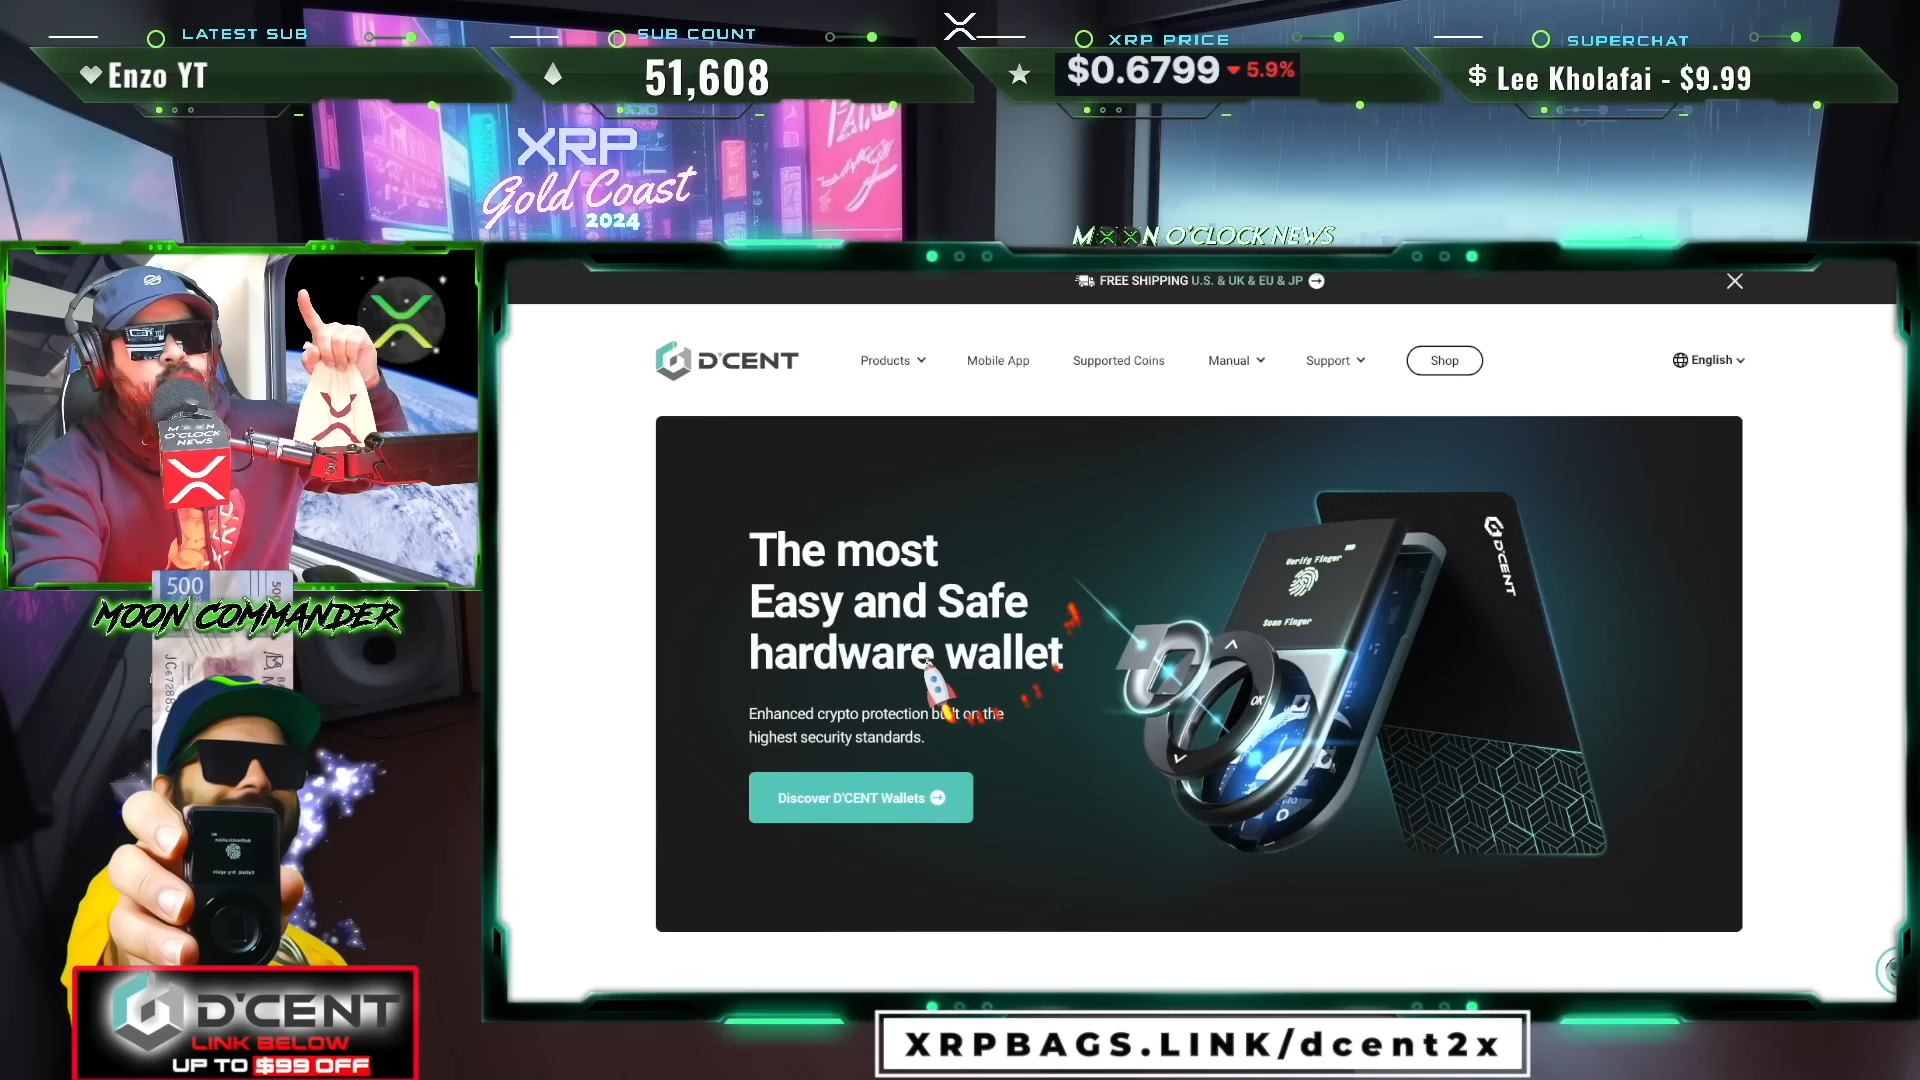 LATEST SUB
Enzo YT
SUB COUNT
51,608
XRP PRICE
$0.6799 5.9%
SUPERCHAT
$ Lee Kholafai - $9.99
XRP
Gold Coast
2024
MXXN O'CLOCK NEWS
FREE SHIPPING U.S. & UK & EU & JP
D'CENT
Products
Mobile App
Supported Coins
Manual
Support
Shop
English
The most
Easy and Safe
hardware wallet
Enhanced crypto protection built on the
highest security standards.
Discover D'CENT Wallets
Verify Finger
Scan Finger
OK
D'CENT
MXXN
O'CLOCK
NEWS
500
MOON COMMANDER
D'CENT
LINK BELOW
UP TO $99 OFF
XRPBAGS.LINK/dcent2x